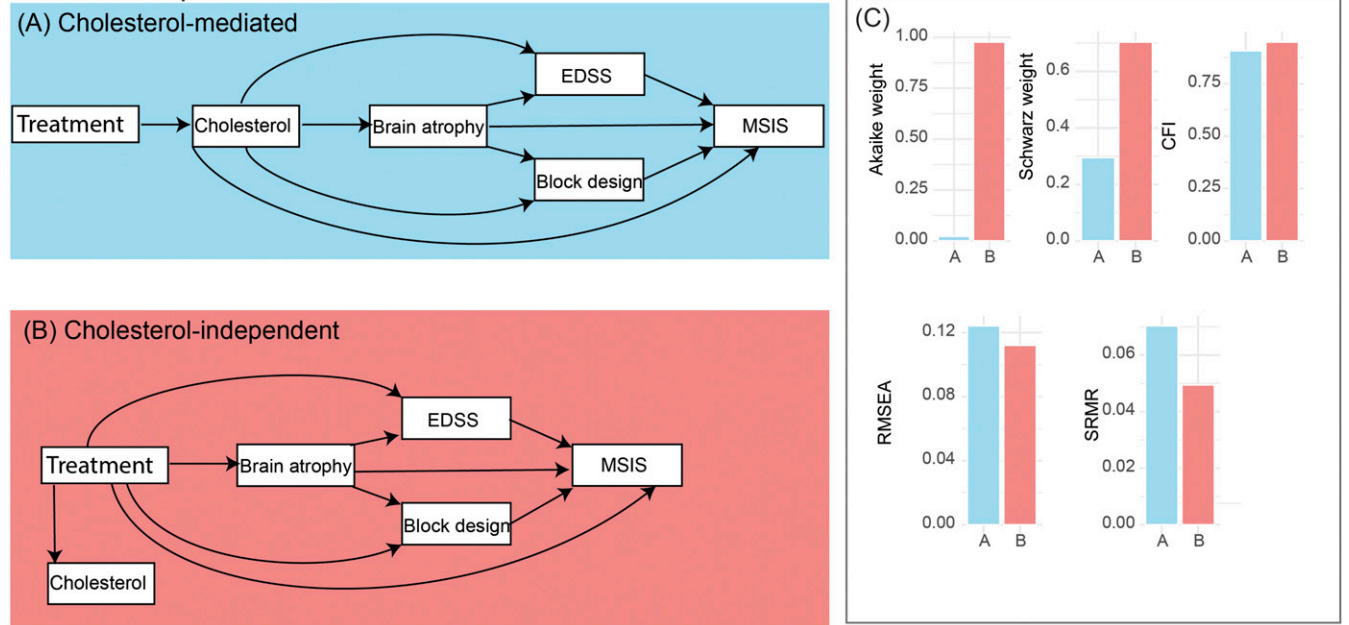 (A) Cholesterol-mediated
EDSS
Treatment
Cholesterol
Brain atrophy
MSIS
Block design
(B) Cholesterol-independent
EDSS
Treatment
Brain atrophy
MSIS
Block design
Cholesterol
(C)
Akaike weight
1.00
0.75
0.50
0.25
0.00
A B
Schwarz weight
0.6
0.4
0.2
0.0
A B
CFI
0.75
0.50
0.25
0.00
A B
RMSEA
0.12
0.08
0.04
0.00
A B
SRMR
0.06
0.04
0.02
0.00
A B